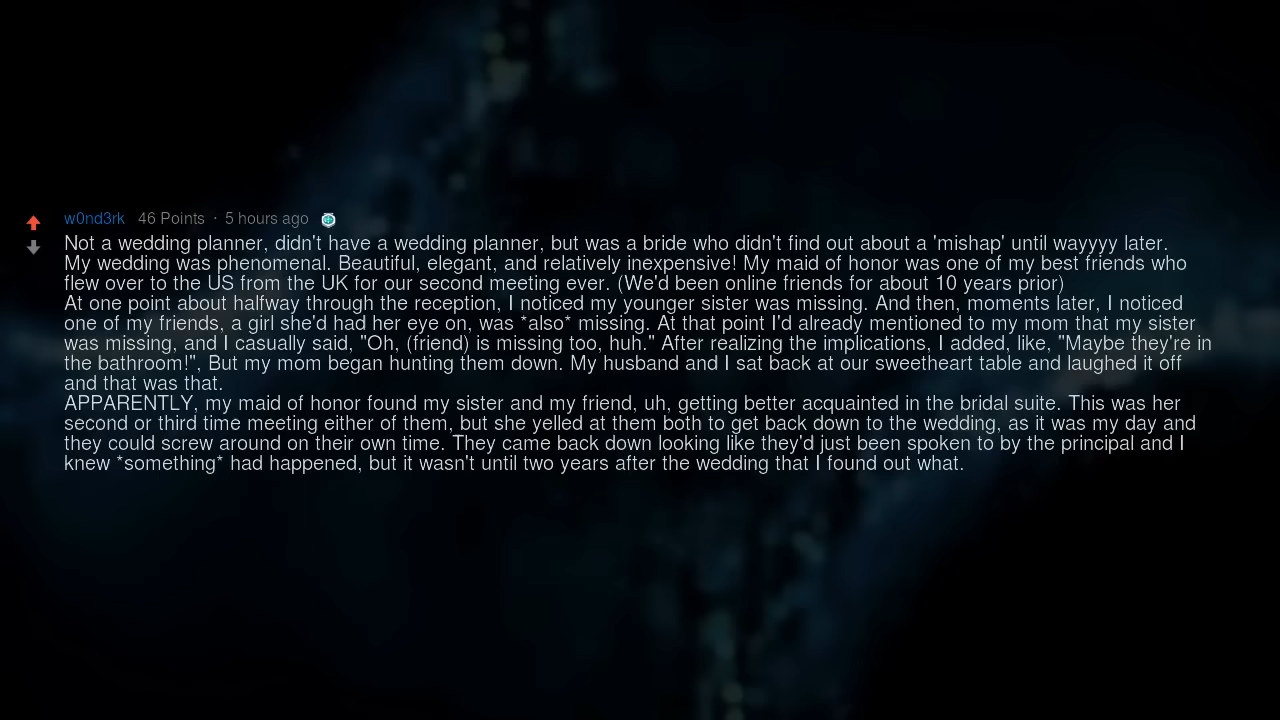 w0nd3rk 46 Points · 5 hours ago
Not a wedding planner, didn't have a wedding planner, but was a bride who didn't find out about a 'mishap' until wayyyy later.
My wedding was phenomenal. Beautiful, elegant, and relatively inexpensive! My maid of honor was one of my best friends who
flew over to the US from the UK for our second meeting ever. (We'd been online friends for about 10 years prior)
At one point about halfway through the reception, I noticed my younger sister was missing. And then, moments later, I noticed
one of my friends, a girl she'd had her eye on, was *also* missing. At that point I'd already mentioned to my mom that my sister
was missing, and I casually said, "Oh, (friend) is missing too, huh." After realizing the implications, I added, like, "Maybe they're in
the bathroom!", But my mom began hunting them down. My husband and I sat back at our sweetheart table and laughed it off
and that was that.
APPARENTLY, my maid of honor found my sister and my friend, uh, getting better acquainted in the bridal suite. This was her
second or third time meeting either of them, but she yelled at them both to get back down to the wedding, as it was my day and
they could screw around on their own time. They came back down looking like they'd just been spoken to by the principal and I
knew *something* had happened, but it wasn't until two years after the wedding that I found out what.